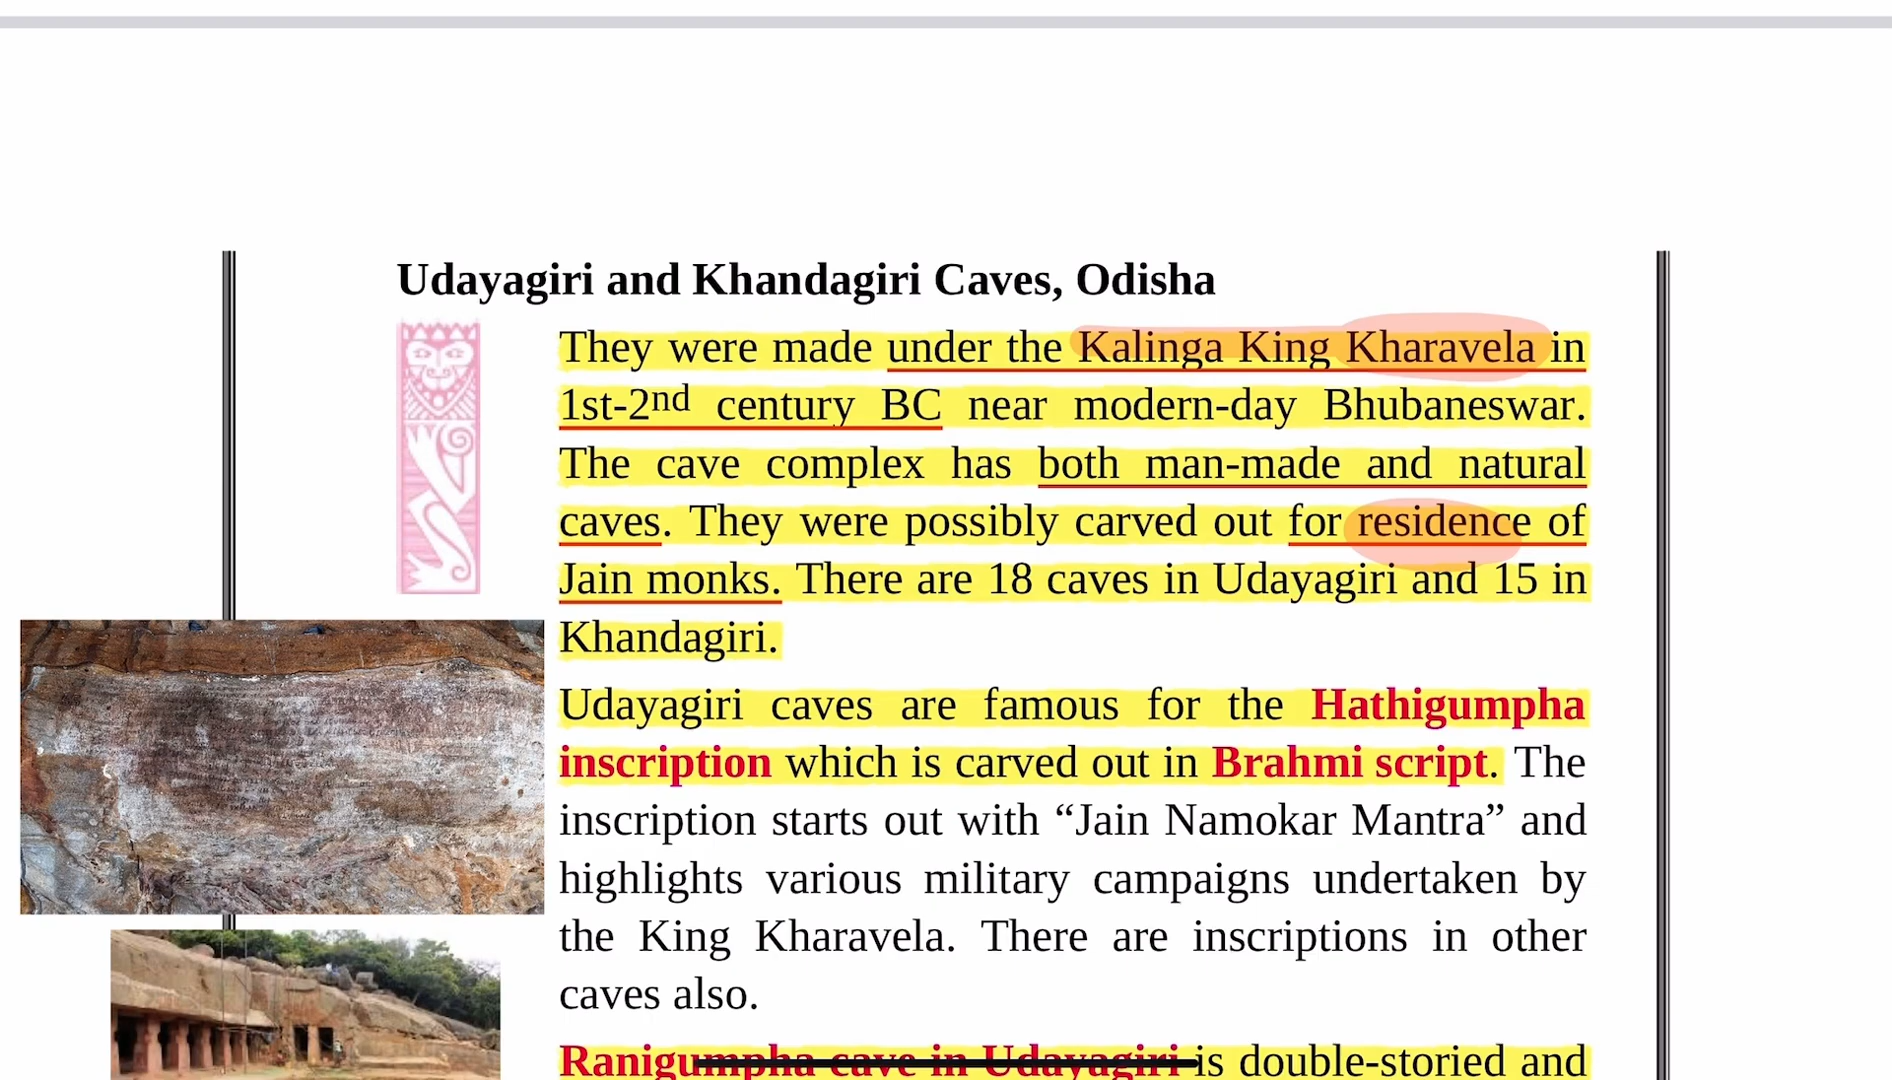 Udayagiri and Khandagiri Caves, Odisha
They were made under the Kalinga King Kharavela in
1st-2nd century BC near modern-day Bhubaneswar.
The cave complex has both man-made and natural
caves. They were possibly carved out for residence of
Jain monks. There are 18 caves in Udayagiri and 15 in
Khandagiri.
Udayagiri caves are famous for the Hathigumpha
inscription which is carved out in Brahmi script. The
inscription starts out with “Jain Namokar Mantra” and
highlights various military campaigns undertaken by
the King Kharavela. There are inscriptions in other
caves also.
Ranigumpha cave in Udayagiri is double-storied and